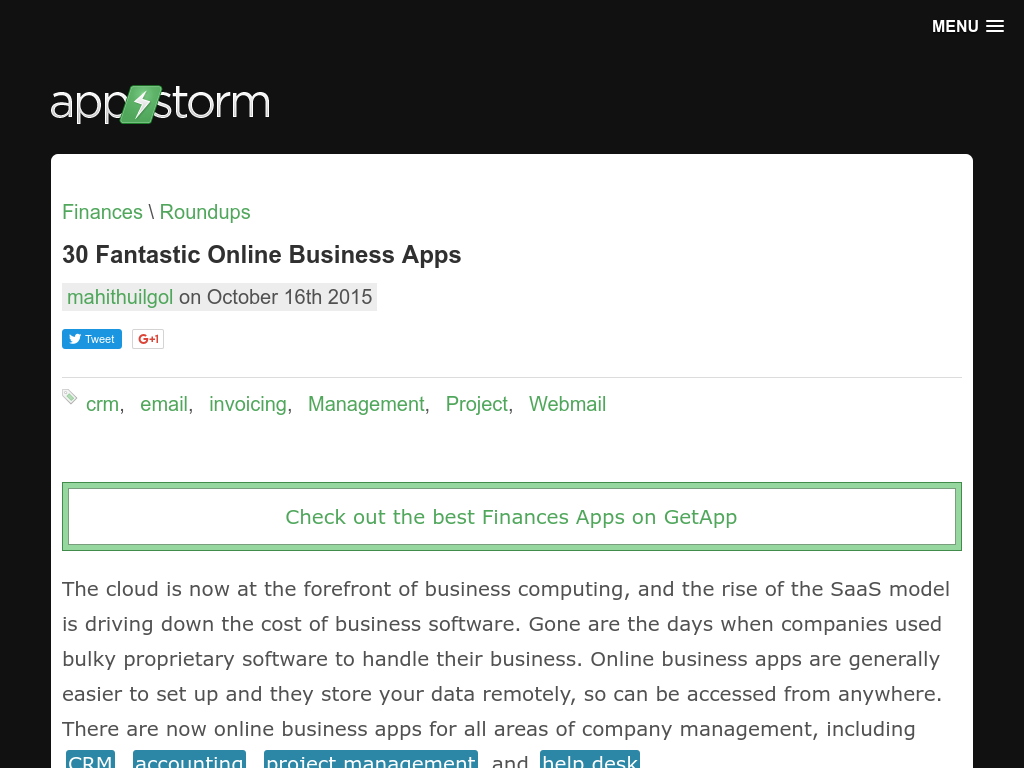 MENU
appstorm
Finances \ Roundups
30 Fantastic Online Business Apps
mahithuilgol on October 16th 2015
Tweet G+1
crm, email, invoicing, Management, Project, Webmail
Check out the best Finances Apps on GetApp
The cloud is now at the forefront of business computing, and the rise of the SaaS model
is driving down the cost of business software. Gone are the days when companies used
bulky proprietary software to handle their business. Online business apps are generally
easier to set up and they store your data remotely, so can be accessed from anywhere.
There are now online business apps for all areas of company management, including
CRM accounting project management and help desk